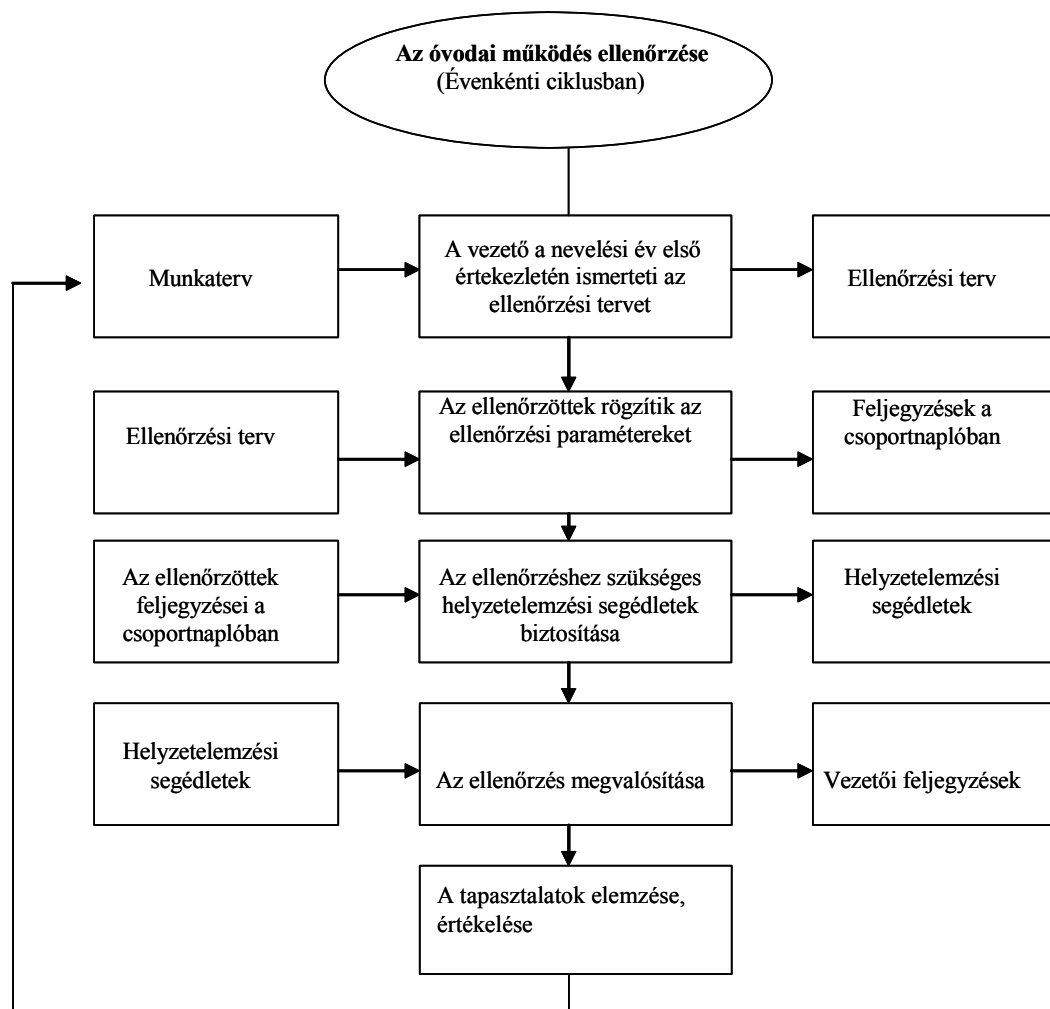 Az óvodai működés ellenőrzése
(Évenkénti ciklusban)
Munkaterv
A vezető a nevelési év első
értekezletén ismerteti az
ellenőrzési tervet
Ellenőrzési terv
Ellenőrzési terv
Az ellenőrzöttek rögzítik az
ellenőrzési paramétereket
Feljegyzések a
csoportnaplóban
Az ellenőrzöttek
feljegyzései a
csoportnaplóban
Az ellenőrzéshez szükséges
helyzetelemzési segédletek
biztosítása
Helyzetelemzési
segédletek
Helyzetelemzési
segédletek
Az ellenőrzés megvalósítása
Vezetői feljegyzések
A tapasztalatok elemzése,
értékelése